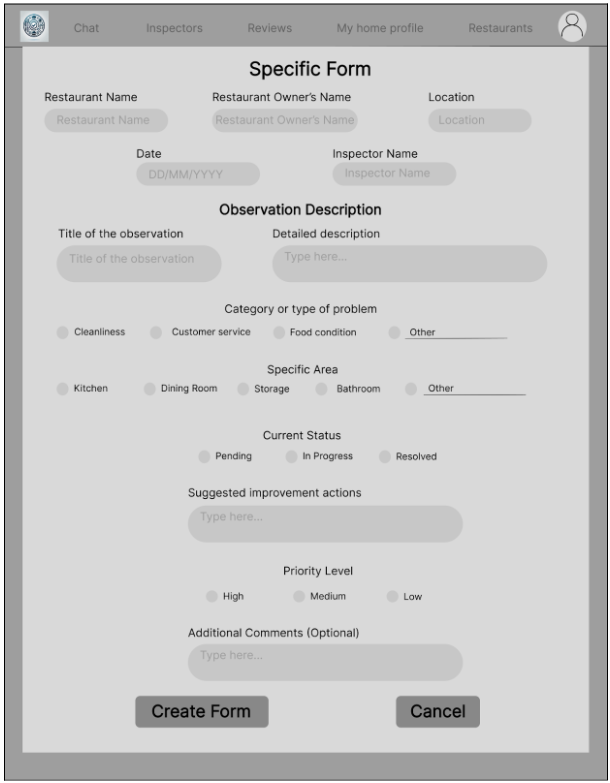 Chat Inspectors Reviews My home profile Restaurants
Specific Form
Restaurant Name Restaurant Owner's Name Location
Restaurant Name Restaurant Owner's Name Location
Date Inspector Name
DD/MM/YYYY Inspector Name
Observation Description
Title of the observation Detailed description
Title of the observation Type here...
Category or type of problem
Cleanliness Customer service Food condition Other
Specific Area
Kitchen Dining Room Storage Bathroom Other
Current Status
Pending In Progress Resolved
Suggested improvement actions
Type here...
Priority Level
High Medium Low
Additional Comments (Optional)
Type here...
Create Form Cancel